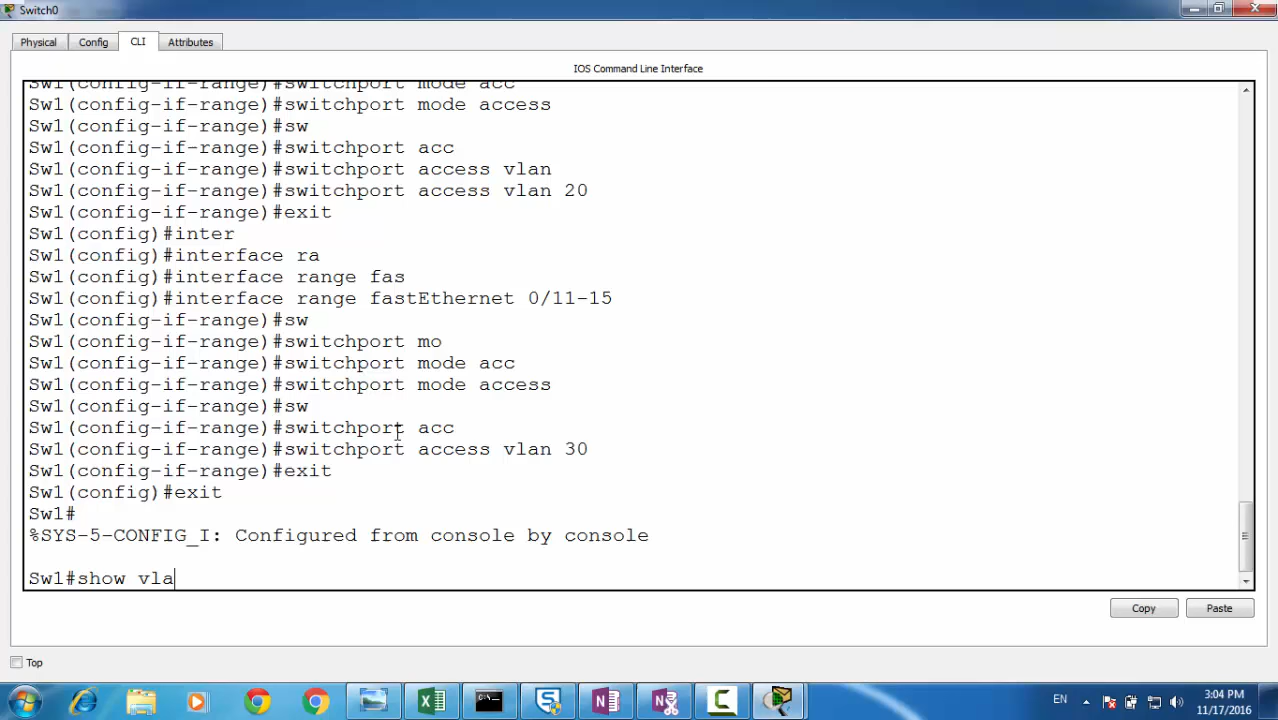 Switch0
Physical Config CLI Attributes
IOS Command Line Interface
Sw1(config-if-range)#switchport mode acc
Sw1(config-if-range)#switchport mode access
Sw1(config-if-range)#sw
Sw1(config-if-range)#switchport acc
Sw1(config-if-range)#switchport access vlan
Sw1(config-if-range)#switchport access vlan 20
Sw1(config-if-range)#exit
Sw1(config)#inter
Sw1(config)#interface ra
Sw1(config)#interface range fas
Sw1(config)#interface range fastEthernet 0/11-15
Sw1(config-if-range)#sw
Sw1(config-if-range)#switchport mo
Sw1(config-if-range)#switchport mode acc
Sw1(config-if-range)#switchport mode access
Sw1(config-if-range)#sw
Sw1(config-if-range)#switchport acc
Sw1(config-if-range)#switchport access vlan 30
Sw1(config-if-range)#exit
Sw1(config)#exit
Sw1#
%SYS-5-CONFIG_I: Configured from console by console
Sw1#show vla
Copy Paste
Top
EN
3:04 PM
11/17/2016